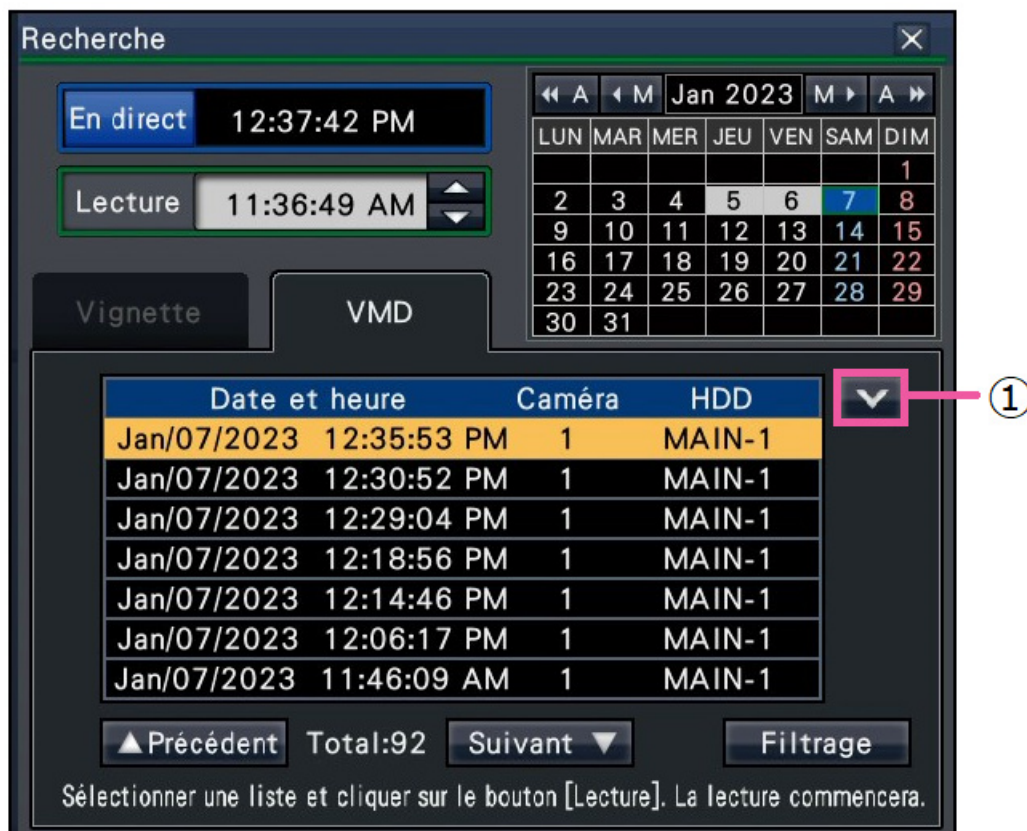 Recherche
En direct 12:37:42 PM
Lecture 11:36:49 AM
A M Jan 2023 M A
LUN MAR MER JEU VEN SAM DIM
1
2 3 4 5 6 7 8
9 10 11 12 13 14 15
16 17 18 19 20 21 22
23 24 25 26 27 28 29
30 31
Vignette VMD
Date et heure Caméra HDD
①
Jan/07/2023 12:35:53 PM 1 MAIN-1
Jan/07/2023 12:30:52 PM 1 MAIN-1
Jan/07/2023 12:29:04 PM 1 MAIN-1
Jan/07/2023 12:18:56 PM 1 MAIN-1
Jan/07/2023 12:14:46 PM 1 MAIN-1
Jan/07/2023 12:06:17 PM 1 MAIN-1
Jan/07/2023 11:46:09 AM 1 MAIN-1
▲Précédent Total:92 Suivant ▼ Filtrage
Sélectionner une liste et cliquer sur le bouton [Lecture]. La lecture commencera.